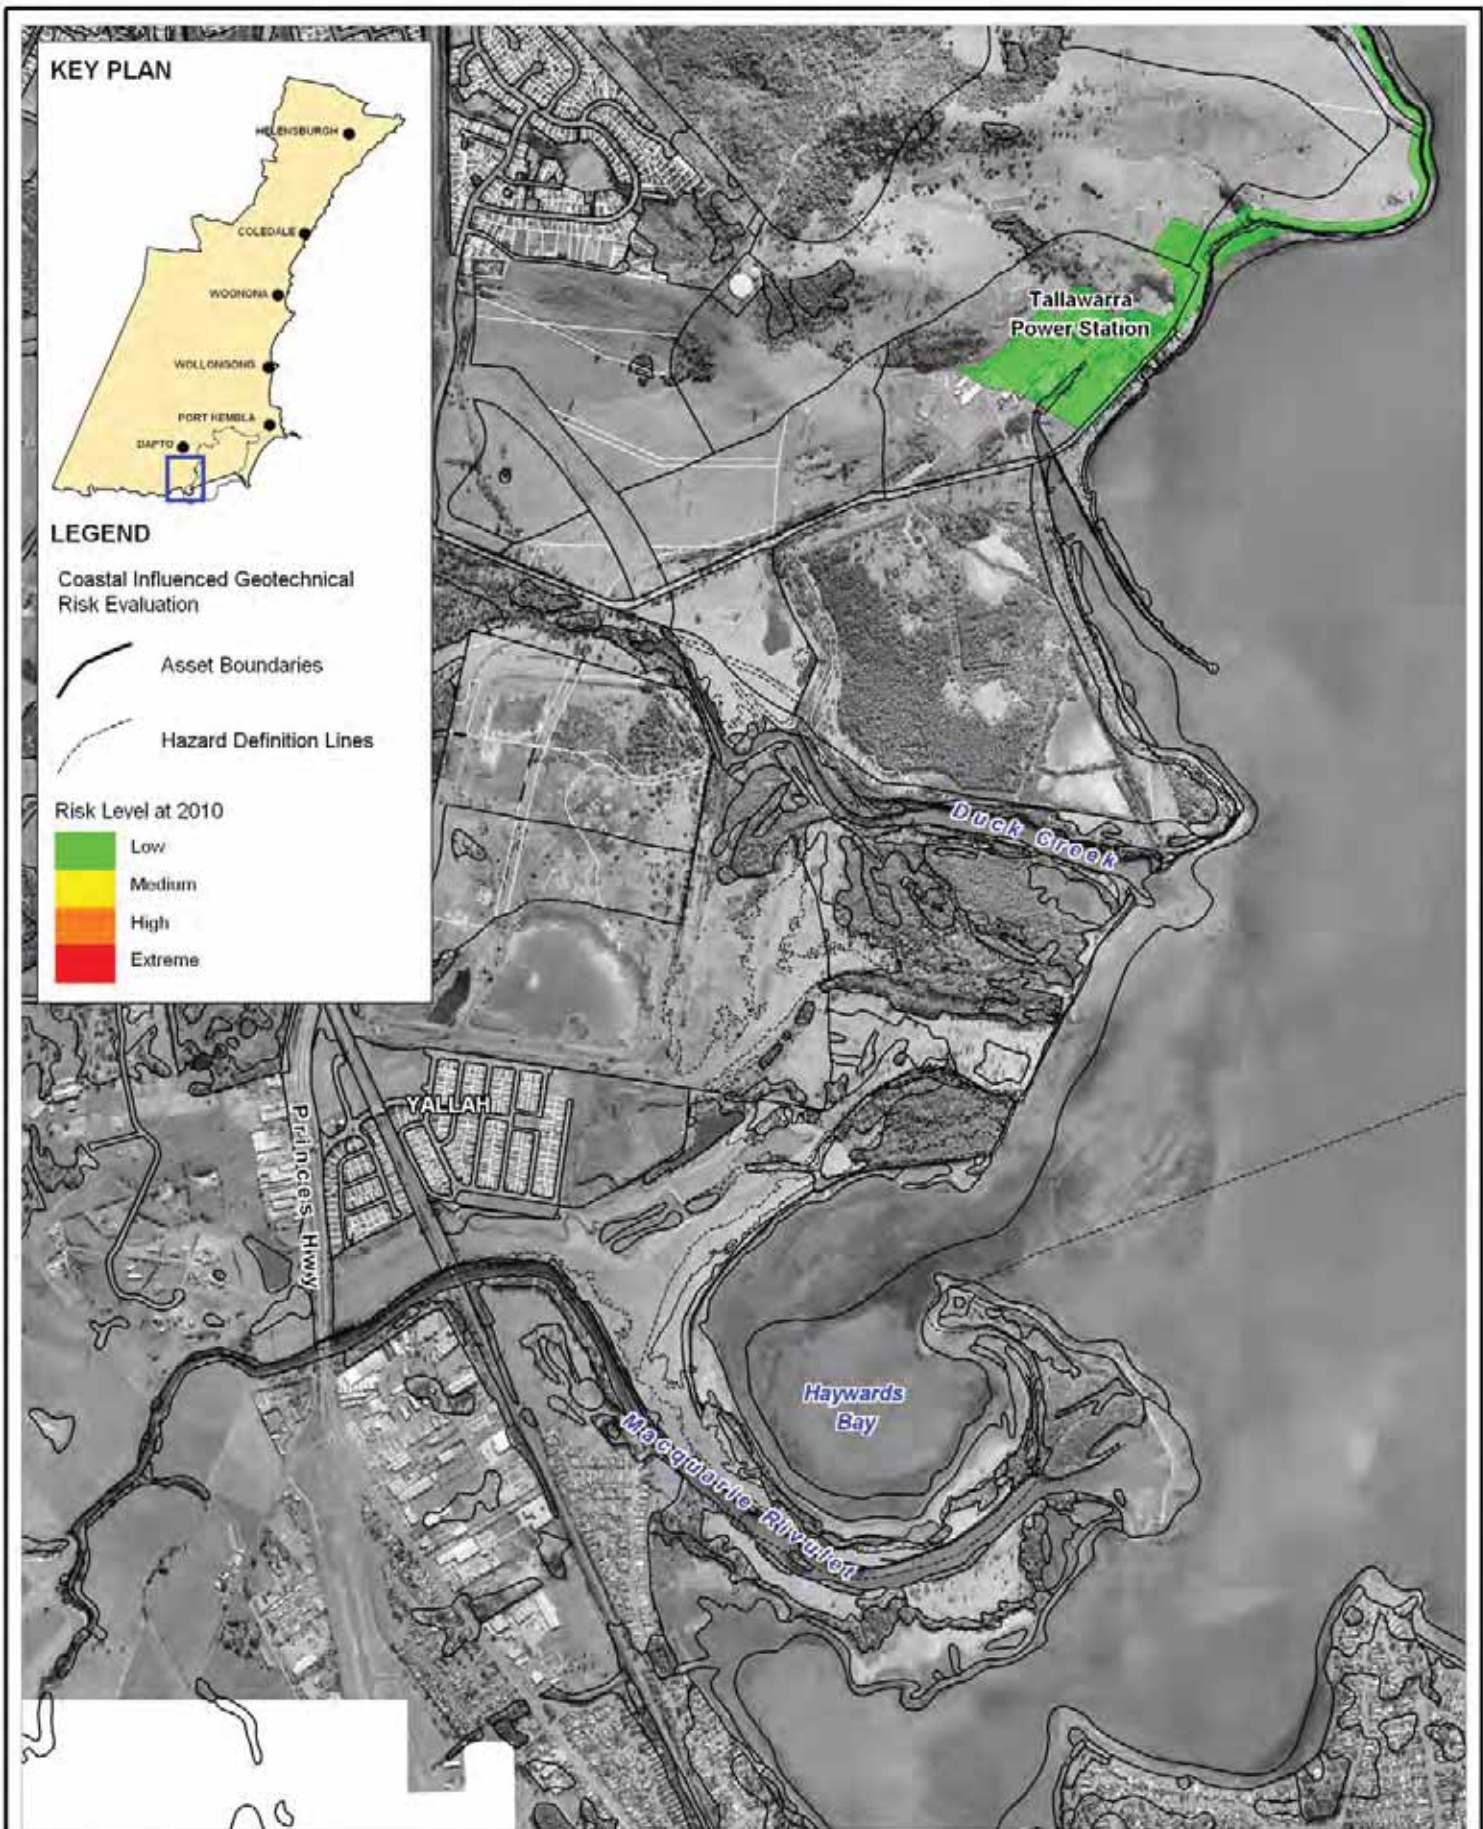 KEY PLAN
HELENSBURGH
COLEDALE
WOONONA
WOLLONGONG
PORT KEMBLA
DAPTO
LEGEND
Coastal Influenced Geotechnical
Risk Evaluation
Asset Boundaries
Hazard Definition Lines
Risk Level at 2010
Low
Medium
High
Extreme
Tallawarra
Power Station
Duck Creek
YALLAH
Princes Hwy
Haywards
Bay
Macquarie Rivulet